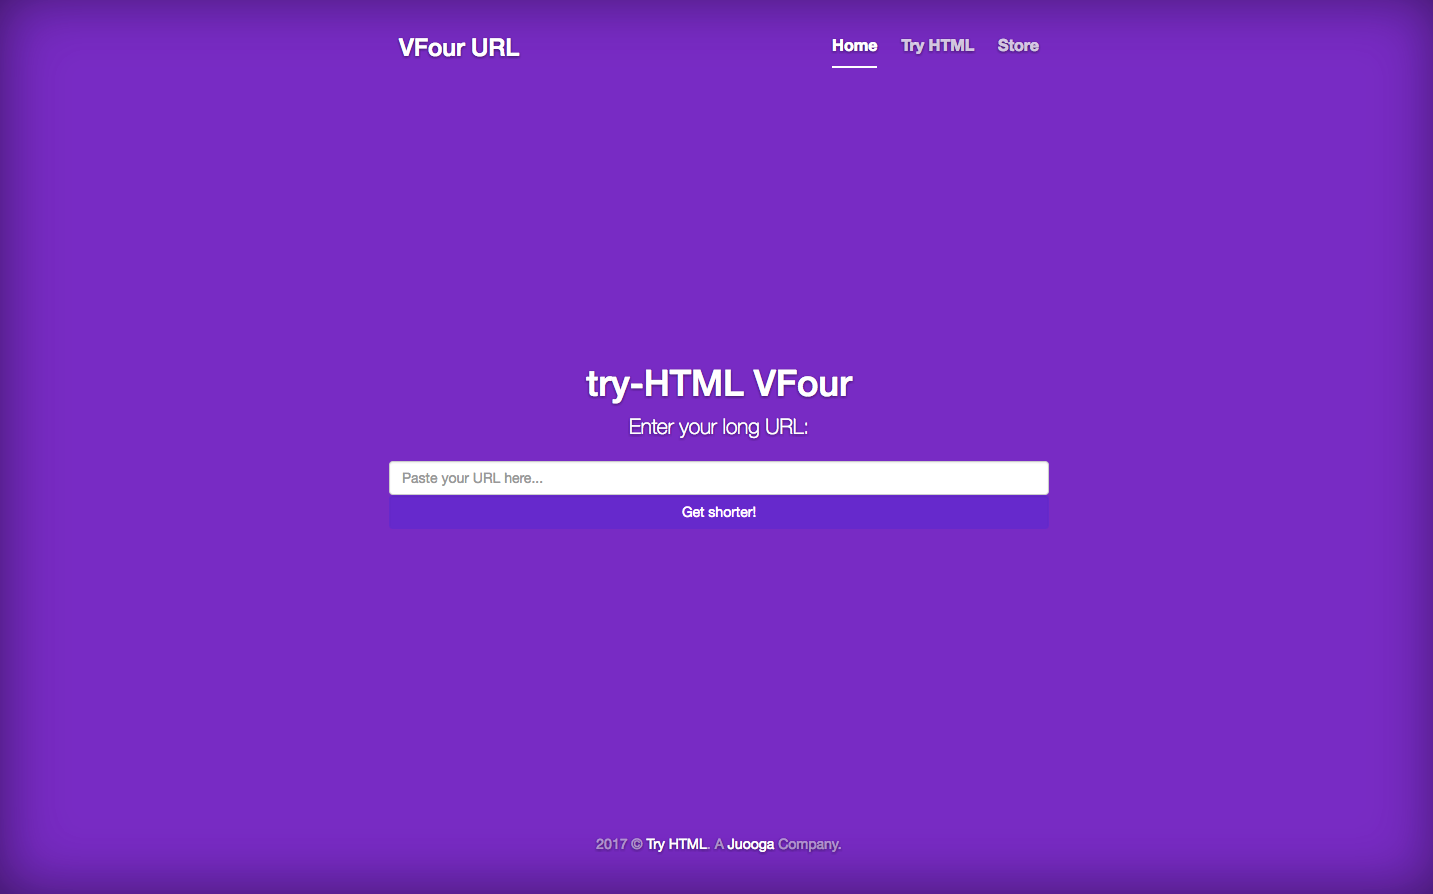 VFour URL
Home Try HTML Store
try-HTML VFour
Enter your long URL:
Paste your URL here...
Get shorter!
2017 © Try HTML. A Juooga Company.